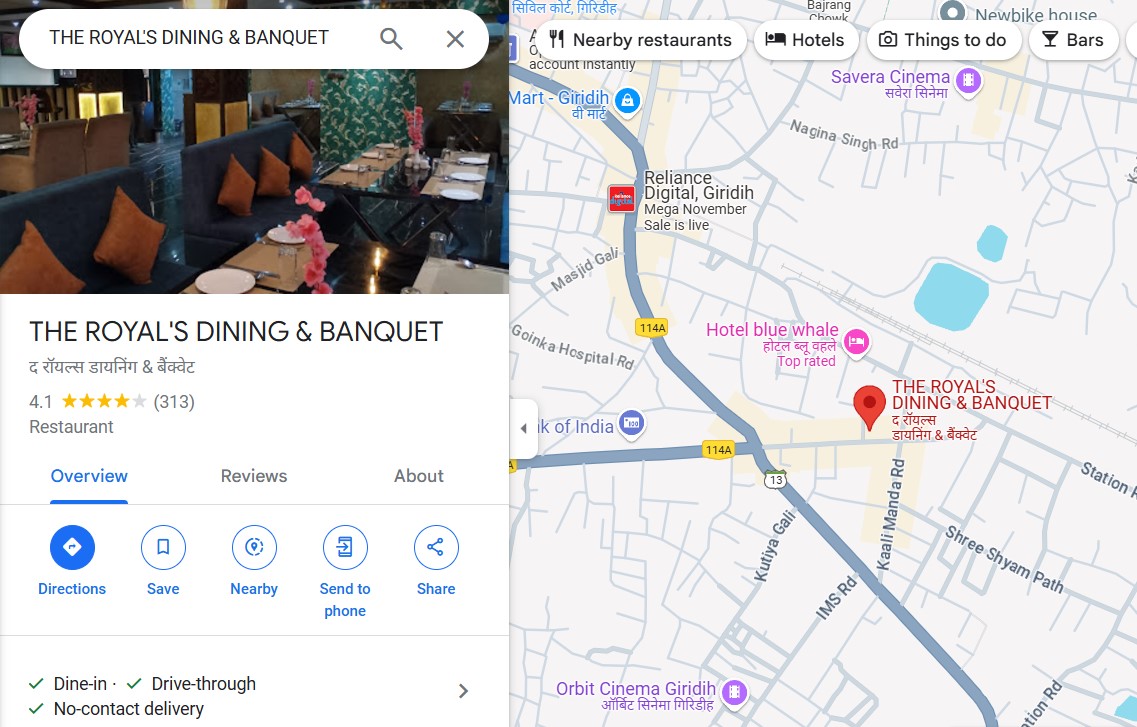 THE ROYAL'S DINING & BANQUET
THE ROYAL'S DINING & BANQUET
द रॉयल्स डायनिंग & बैंक्वेट
4.1 (313)
Restaurant
Overview Reviews About
Directions Save Nearby Send to phone Share
Dine-in · Drive-through
No-contact delivery
सिविल कोर्ट, गिरिडीह
Bajrang
Chowk
Newbike house
Nearby restaurants Hotels Things to do Bars
account instantly
Mart - Giridih
वी मार्ट
Savera Cinema
सवेरा सिनेमा
Nagina Singh Rd
Reliance
Digital, Giridih
Mega November
Sale is live
Masjid Gali
114A
Goinka Hospital Rd
Hotel blue whale
होटल ब्लू वहले
Top rated
THE ROYAL'S
DINING & BANQUET
द रॉयल्स
डायनिंग & बैंक्वेट
of India
114A
13
Station
Kaali Manda Rd
Kutiya Gali
Shree Shyam Path
IMS Rd
Orbit Cinema Giridih
ऑर्बिट सिनेमा गिरिडीह
Rd